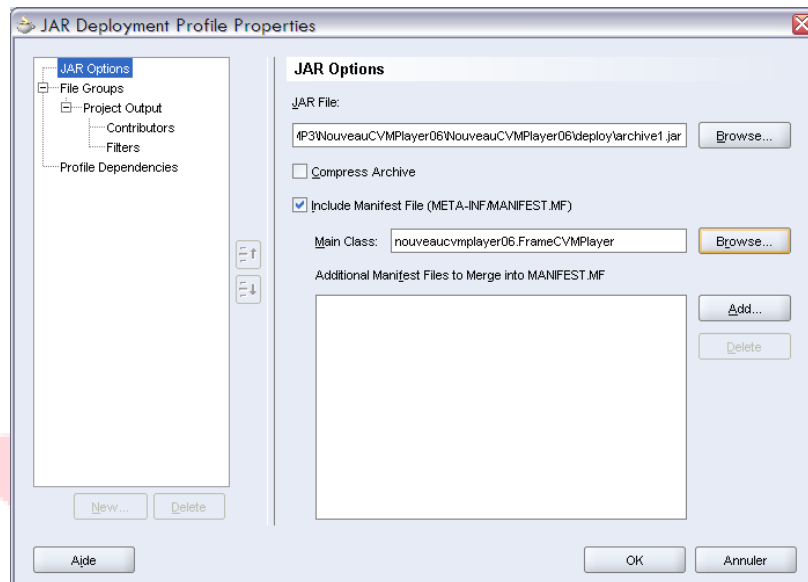 JAR Deployment Profile Properties
JAR Options
File Groups
Project Output
Contributors
Filters
Profile Dependencies
New...
Delete
JAR Options
JAR File:
MP3\NouveauCVMPlayer06\NouveauCVMPlayer06\deploy\archive1.jar
Browse...
Compress Archive
Include Manifest File (META-INF/MANIFEST.MF)
Main Class:
nouveaucvmplayer06.FrameCVMPlayer
Browse...
Additional Manifest Files to Merge into MANIFEST.MF
Add...
Delete
Aide
OK
Annuler